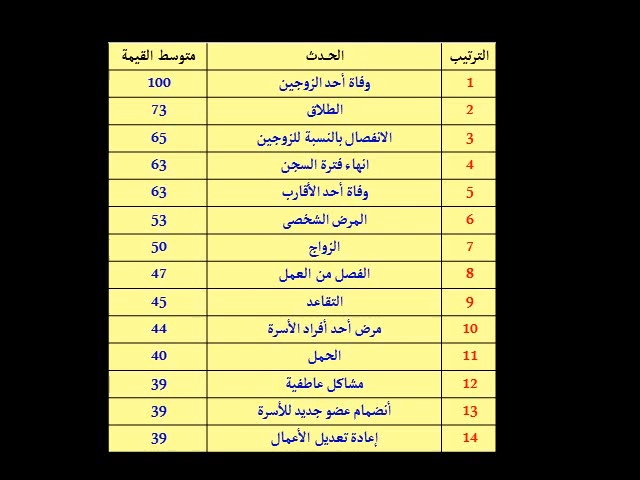 الترتيب الحـدث متوسط القيمة
1 وفاة أحد الزوجين 100
2 الطلاق 73
3 الانفصال بالنسبة للزوجين 65
4 انهاء فترة السجن 63
5 وفاة أحد الأقارب 63
6 المرض الشخصى 53
7 الزواج 50
8 الفصل من العمل 47
9 التقاعد 45
10 مرض أحد أفراد الأسرة 44
11 الحمل 40
12 مشاكل عاطفية 39
13 أنضمام عضو جديد للأسرة 39
14 إعادة تعديل الأعمال 39